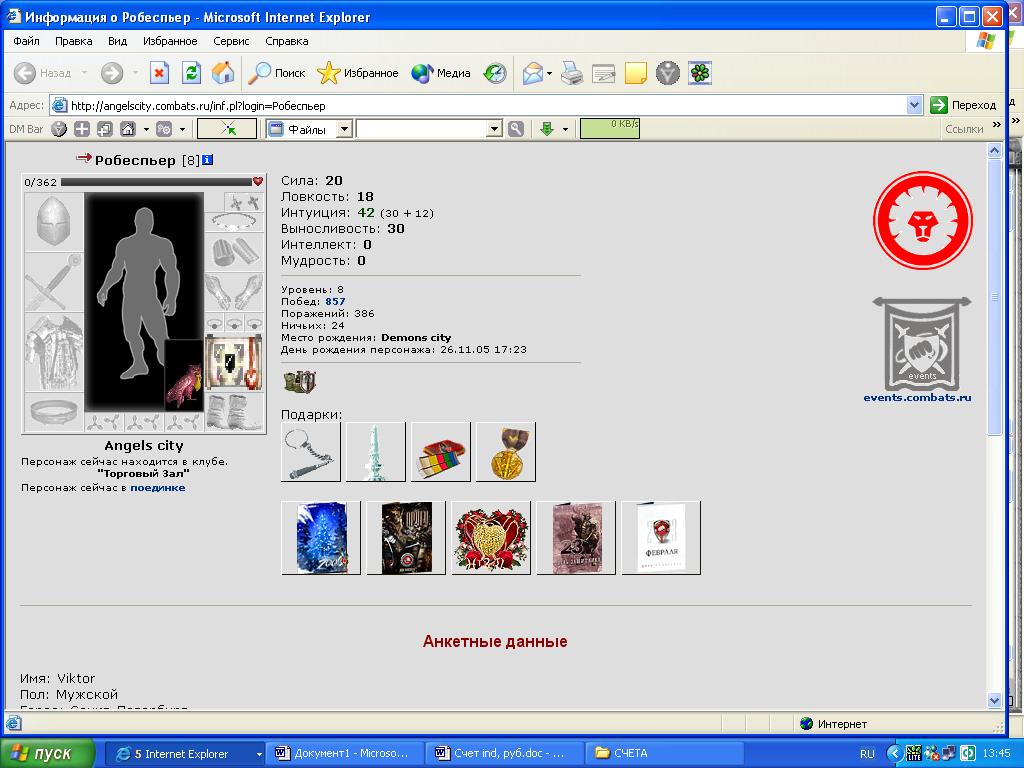 Информация о Робеспьер - Microsoft Internet Explorer
Файл Правка Вид Избранное Сервис Справка
Назад Поиск Избранное Медиа
Адрес: http://angelscity.combats.ru/inf.pl?login=Робеспьер Переход
DM Bar Файлы 0 KB/s Ссылки »
Робеспьер [8]
0/362
Сила: 20
Ловкость: 18
Интуиция: 42 (30 + 12)
Выносливость: 30
Интеллект: 0
Мудрость: 0
Уровень: 8
Побед: 857
Поражений: 386
Ничьих: 24
Место рождения: Demons city
День рождения персонажа: 26.11.05 17:23
events
events.combats.ru
Подарки:
Angels city
Персонаж сейчас находится в клубе.
"Торговый Зал"
Персонаж сейчас в поединке
23
ФЕВРАЛЯ
Анкетные данные
Имя: Viktor
Пол: Мужской
Город: Санкт-Петербург
Интернет
пуск 5 Internet Explorer Документ1 - Microso... Счет ind, руб.doc - ... СЧЕТА RU 13:45